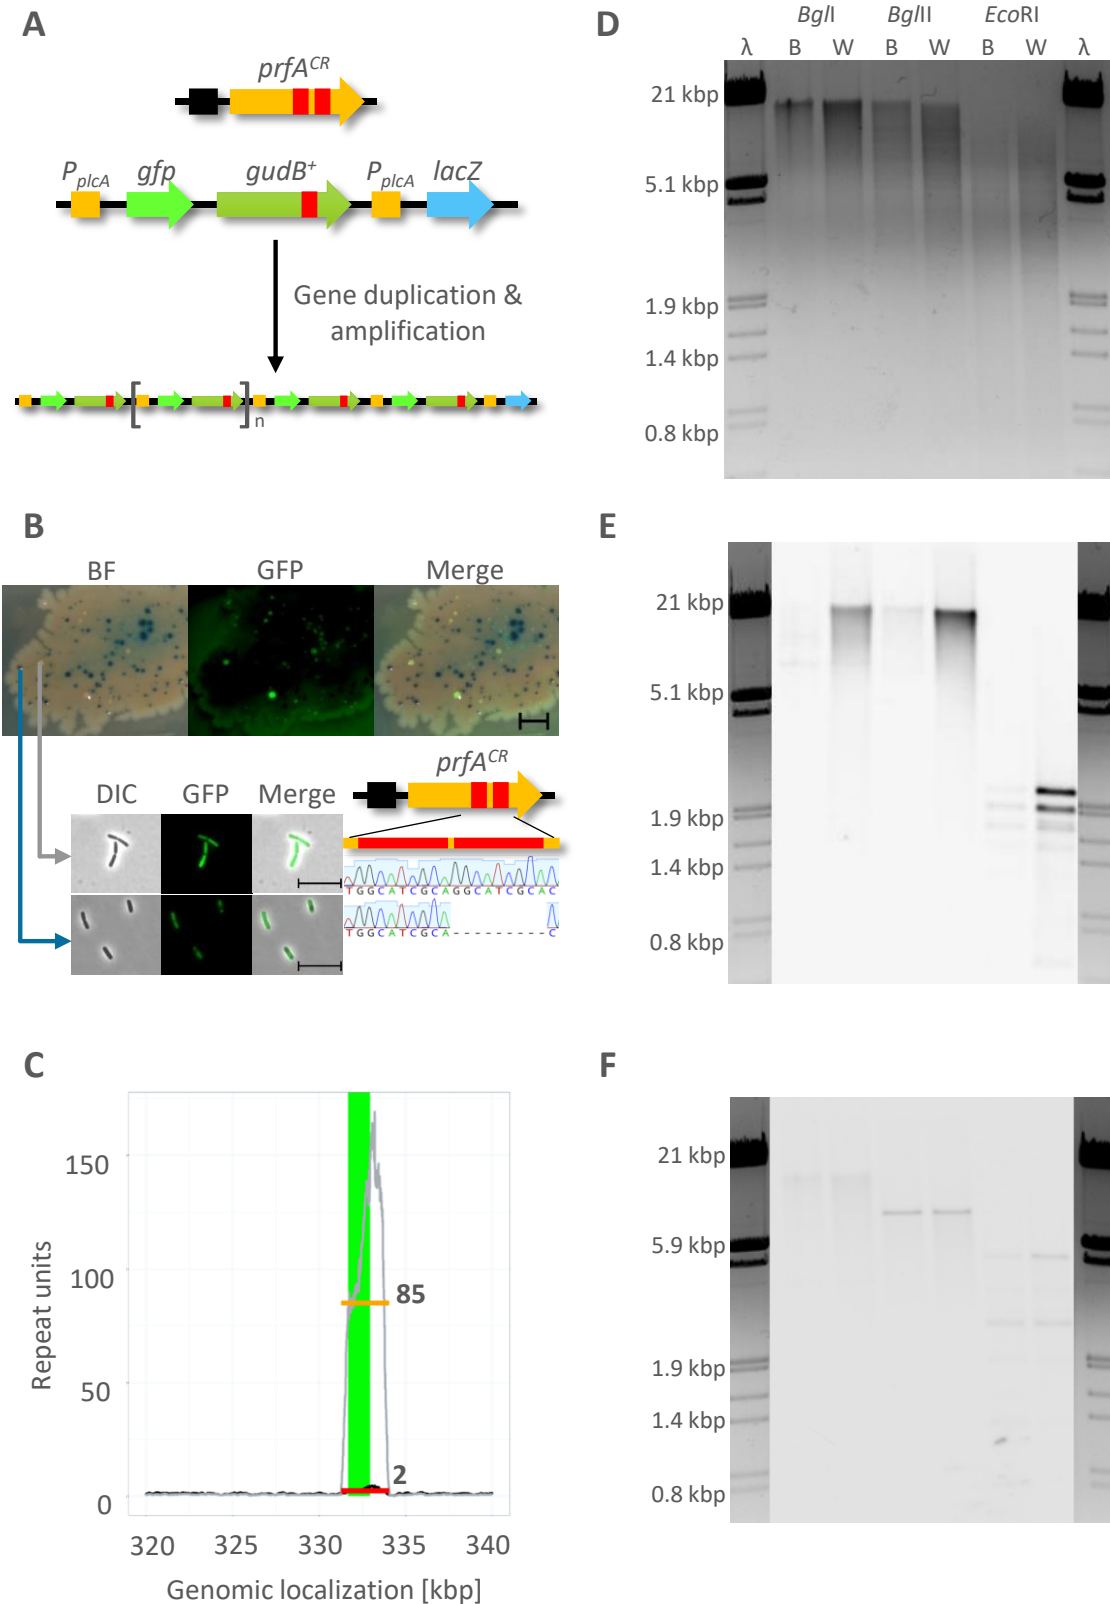 A
prfA^CR
P_plcA gfp gudB⁺ P_plcA lacZ
Gene duplication &
amplification
n
B
BF GFP Merge
DIC GFP Merge
prfA^CR
TGGCATCGCAGGCATCGCAC
TGGCATCGCA----------C
C
Repeat units
150
100
50
0
85
2
320 325 330 335 340
Genomic localization [kbp]
D
BglI BglII EcoRI
λ B W B W B W λ
21 kbp
5.1 kbp
1.9 kbp
1.4 kbp
0.8 kbp
E
21 kbp
5.1 kbp
1.9 kbp
1.4 kbp
0.8 kbp
F
21 kbp
5.9 kbp
1.9 kbp
1.4 kbp
0.8 kbp